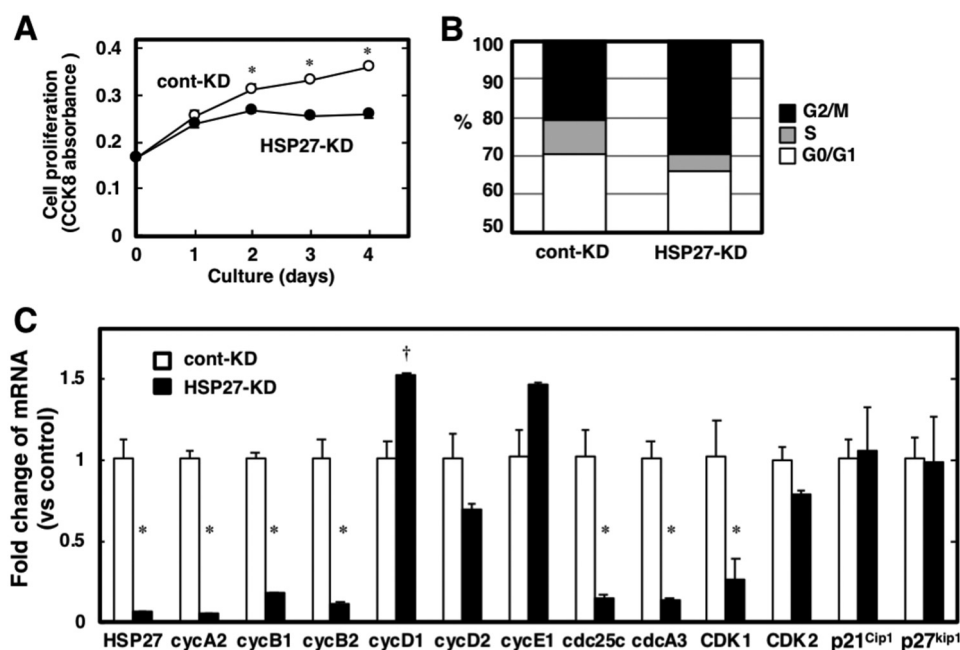 A
0.4
0.3
0.2
0.1
0
Cell proliferation
(CCK8 absorbance )
cont-KD
HSP27-KD
*
*
*
0 1 2 3 4
Culture (days)
B
100
90
80
70
60
50
%
cont-KD HSP27-KD
G2/M
S
G0/G1
C
Fold change of mRNA
(vs control)
1.5
1
0.5
0
cont-KD
HSP27-KD
†
* * * * * * *
HSP27 cycA2 cycB1 cycB2 cycD1 cycD2 cycE1 cdc25c cdcA3 CDK1 CDK2 p21Cip1 p27kip1